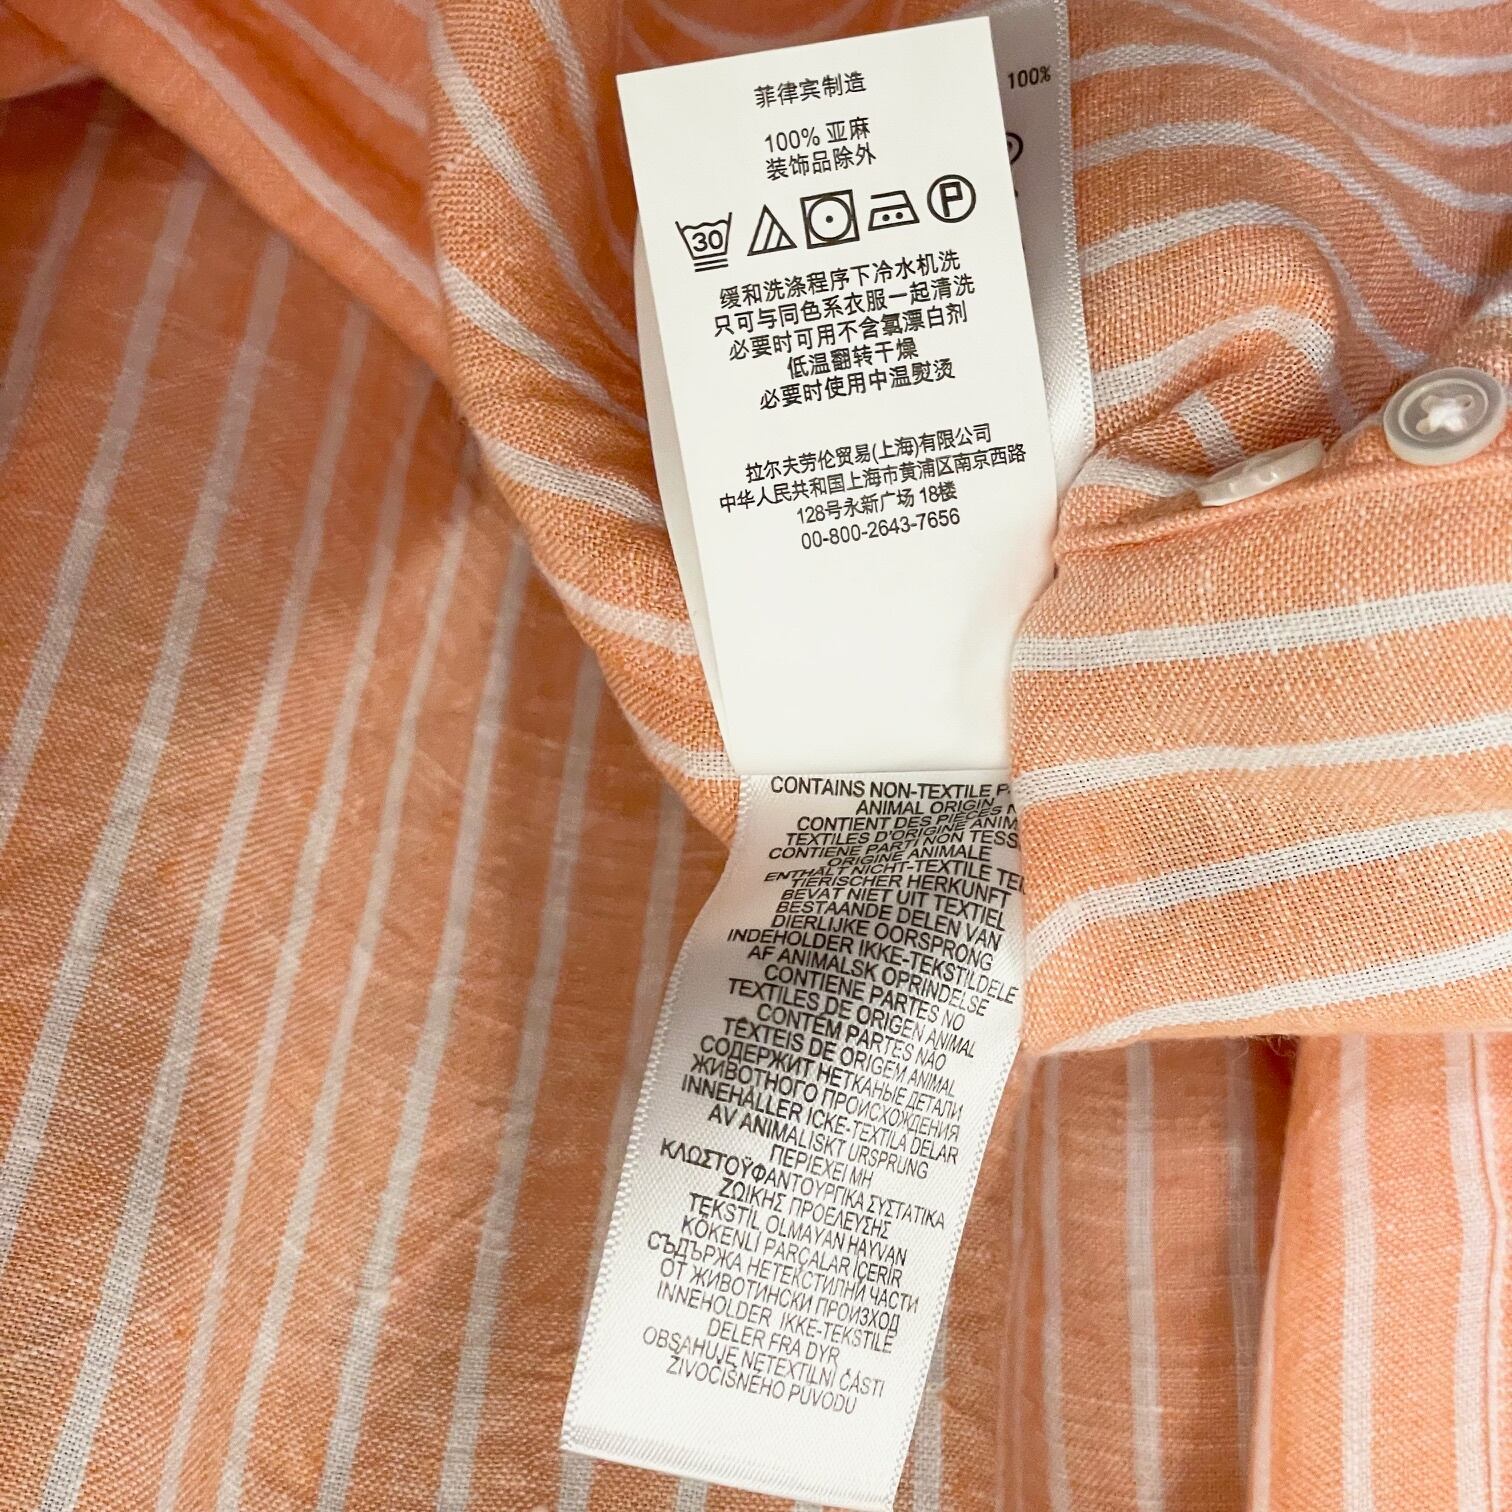 菲律宾制造
100% 亚麻
装饰品除外
30
P
缓和洗涤程序下冷水机洗
只可与同色系衣服一起清洗
必要时可用不含氯漂白剂
低温翻转干燥
必要时使用中温熨烫
拉尔夫劳伦贸易(上海)有限公司
中华人民共和国上海市黄浦区南京西路
128号永新广场 18楼
00-800-2643-7656
100%
CONTAINS NON-TEXTILE
ANIMAL ORIGIN
CONTIENT DES PIECES
TEXTILES D'ORIGINE ANIM
CONTIENE PARTI NON TESS
ORIGINE ANIMALE
ENTHÄLT NICHT-TEXTILE
TIERISCHER HERKUNFT
BEVAT NIET UIT TEXTIEL
BESTAANDE DELEN VAN
DIERLIJKE OORSPRONG
INDEHOLDER IKKE-TEKSTILDELE
AF ANIMALSK OPRINDELSE
CONTIENE PARTES NO
TEXTILES DE ORIGEN ANIMAL
CONTÉM PARTES NÃO
TÊXTEIS DE ORIGEM ANIMAL
СОДЕРЖИТ НЕТКАНЫЕ ДЕТАЛИ
ЖИВОТНОГО ПРОИСХОЖДЕНИЯ
INNEHÅLLER ICKE-TEXTILA DELAR
AV ANIMALISKT URSPRUNG
ΠΕΡΙΕΧΕΙ ΜΗ
ΚΛΩΣΤΟΫΦΑΝΤΟΥΡΓΙΚΑ ΣΥΣΤΑΤΙΚΑ
ΖΩΙΚΗΣ ΠΡΟΕΛΕΥΣΗΣ
TEKSTİL OLMAYAN HAYVAN
KÖKENLİ PARÇALAR İÇERİR
СЪДЪРЖА НЕТЕКСТИЛНИ ЧАСТИ
ОТ ЖИВОТИНСКИ ПРОИЗХОД
INNEHOLDER IKKE-TEKSTILE
DELER FRA DYR
OBSAHUJE NETEXTILNÍ ČÁSTI
ŽIVOČIŠNÉHO PŮVODU